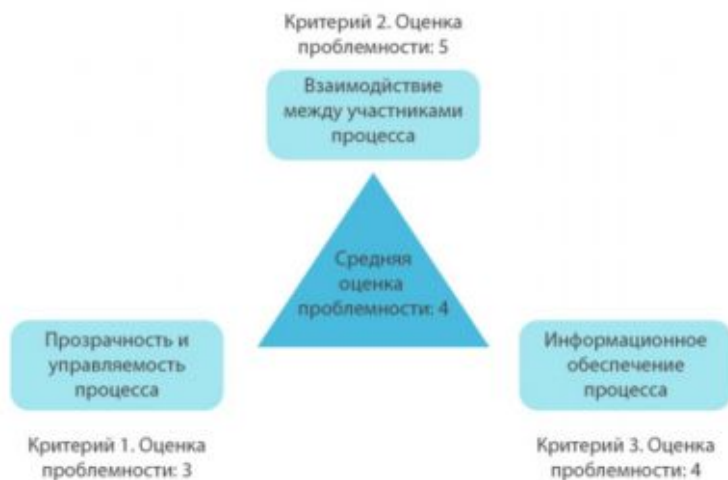 Критерий 2. Оценка
проблемности: 5
Взаимодйствие
между участниками
процесса
Средняя
оценка
проблемности: 4
Прозрачность и
управляемость
процесса
Критерий 1. Оценка
проблемности: 3
Информационное
обеспечение
процесса
Критерий 3. Оценка
проблемности: 4